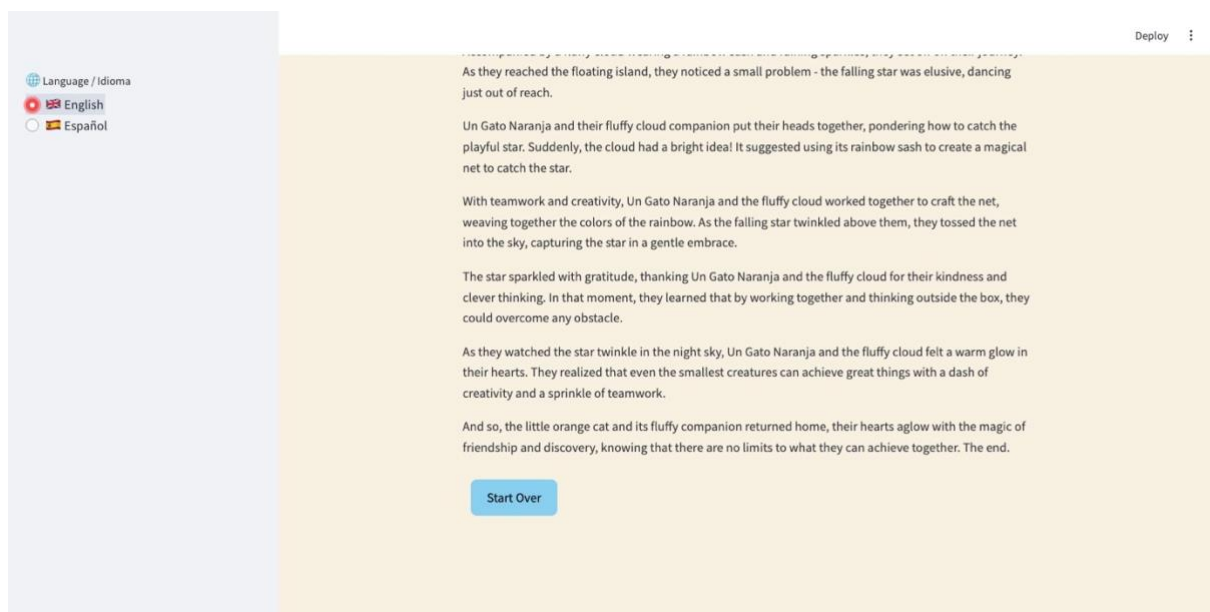 Deploy
Language / Idioma
English
Español
As they reached the floating island, they noticed a small problem - the falling star was elusive, dancing
just out of reach.
Un Gato Naranja and their fluffy cloud companion put their heads together, pondering how to catch the
playful star. Suddenly, the cloud had a bright idea! It suggested using its rainbow sash to create a magical
net to catch the star.
With teamwork and creativity, Un Gato Naranja and the fluffy cloud worked together to craft the net,
weaving together the colors of the rainbow. As the falling star twinkled above them, they tossed the net
into the sky, capturing the star in a gentle embrace.
The star sparkled with gratitude, thanking Un Gato Naranja and the fluffy cloud for their kindness and
clever thinking. In that moment, they learned that by working together and thinking outside the box, they
could overcome any obstacle.
As they watched the star twinkle in the night sky, Un Gato Naranja and the fluffy cloud felt a warm glow in
their hearts. They realized that even the smallest creatures can achieve great things with a dash of
creativity and a sprinkle of teamwork.
And so, the little orange cat and its fluffy companion returned home, their hearts aglow with the magic of
friendship and discovery, knowing that there are no limits to what they can achieve together. The end.
Start Over